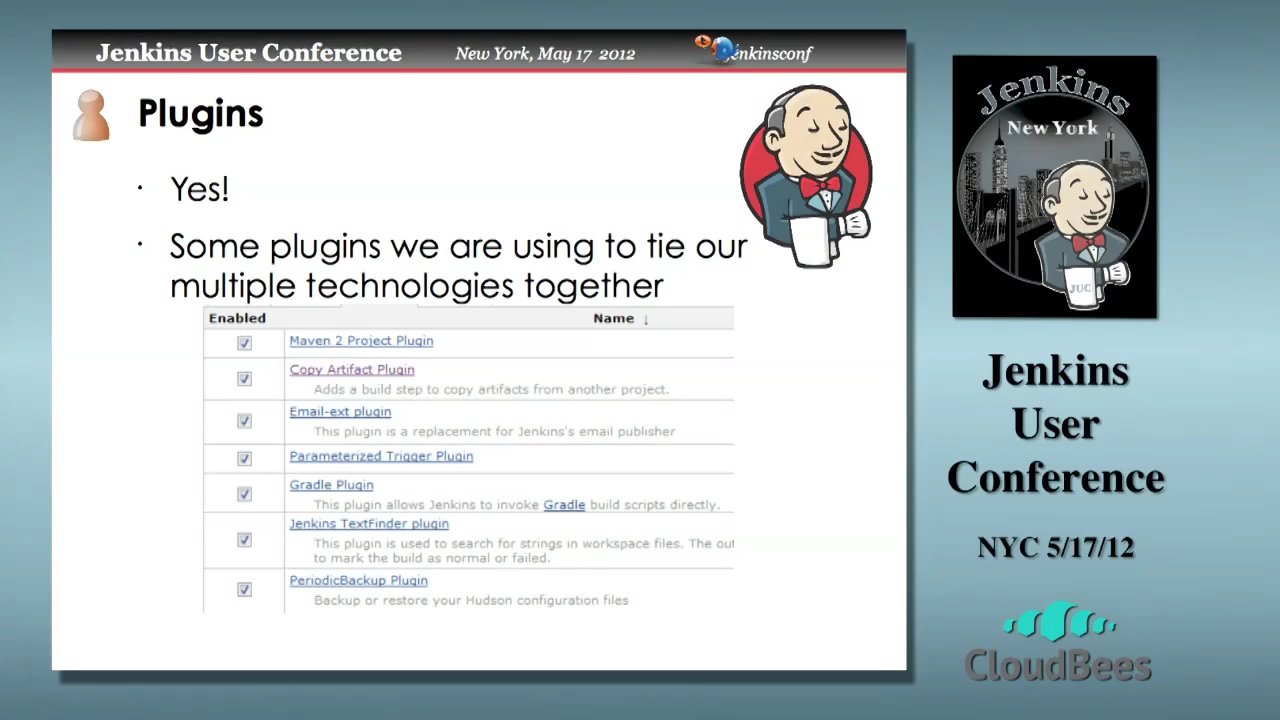 Jenkins User Conference
New York, May 17 2012
enkinsconf
Plugins
· Yes!
· Some plugins we are using to tie our
multiple technologies together
Enabled Name ↓
Maven 2 Project Plugin
Copy Artifact Plugin
Adds a build step to copy artifacts from another project.
Email-ext plugin
This plugin is a replacement for Jenkins's email publisher
Parameterized Trigger Plugin
Gradle Plugin
This plugin allows Jenkins to invoke Gradle build scripts directly.
Jenkins TextFinder plugin
This plugin is used to search for strings in workspace files. The out
to mark the build as normal or failed.
PeriodicBackup Plugin
Backup or restore your Hudson configuration files
Jenkins
New York
JUC
Jenkins
User
Conference
NYC 5/17/12
CloudBees